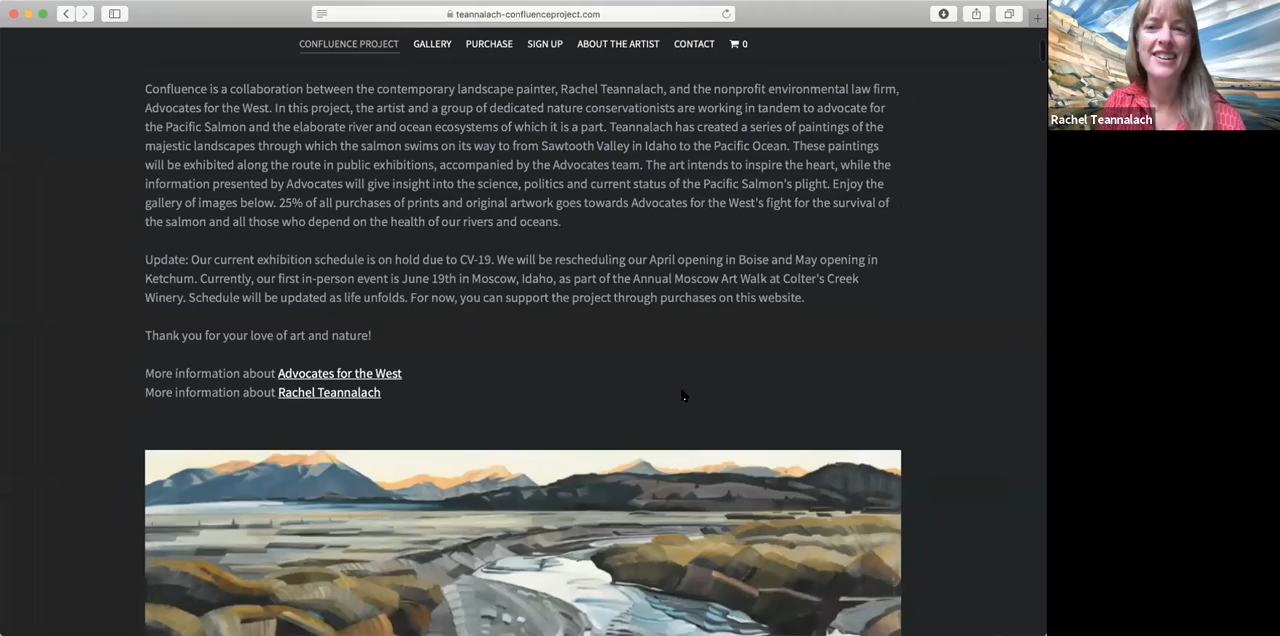 teannalach-confluenceproject.com
CONFLUENCE PROJECT GALLERY PURCHASE SIGN UP ABOUT THE ARTIST CONTACT 0
Confluence is a collaboration between the contemporary landscape painter, Rachel Teannalach, and the nonprofit environmental law firm,
Advocates for the West. In this project, the artist and a group of dedicated nature conservationists are working in tandem to advocate for
the Pacific Salmon and the elaborate river and ocean ecosystems of which it is a part. Teannalach has created a series of paintings of the
majestic landscapes through which the salmon swims on its way to from Sawtooth Valley in Idaho to the Pacific Ocean. These paintings
will be exhibited along the route in public exhibitions, accompanied by the Advocates team. The art intends to inspire the heart, while the
information presented by Advocates will give insight into the science, politics and current status of the Pacific Salmon's plight. Enjoy the
gallery of images below. 25% of all purchases of prints and original artwork goes towards Advocates for the West's fight for the survival of
the salmon and all those who depend on the health of our rivers and oceans.
Update: Our current exhibition schedule is on hold due to CV-19. We will be rescheduling our April opening in Boise and May opening in
Ketchum. Currently, our first in-person event is June 19th in Moscow, Idaho, as part of the Annual Moscow Art Walk at Colter's Creek
Winery. Schedule will be updated as life unfolds. For now, you can support the project through purchases on this website.
Thank you for your love of art and nature!
More information about Advocates for the West
More information about Rachel Teannalach
Rachel Teannalach